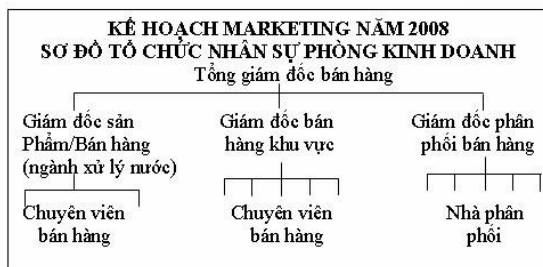 KẾ HOẠCH MARKETING NĂM 2008
SƠ ĐỒ TỔ CHỨC NHÂN SỰ PHÒNG KINH DOANH
Tổng giám đốc bán hàng
Giám đốc sản
Phẩm/Bán hàng
(ngành xử lý nước)
Giám đốc bán
hàng khu vực
Giám đốc phân
phối bán hàng
Chuyên viên
bán hàng
Chuyên viên
bán hàng
Nhà phân
phối